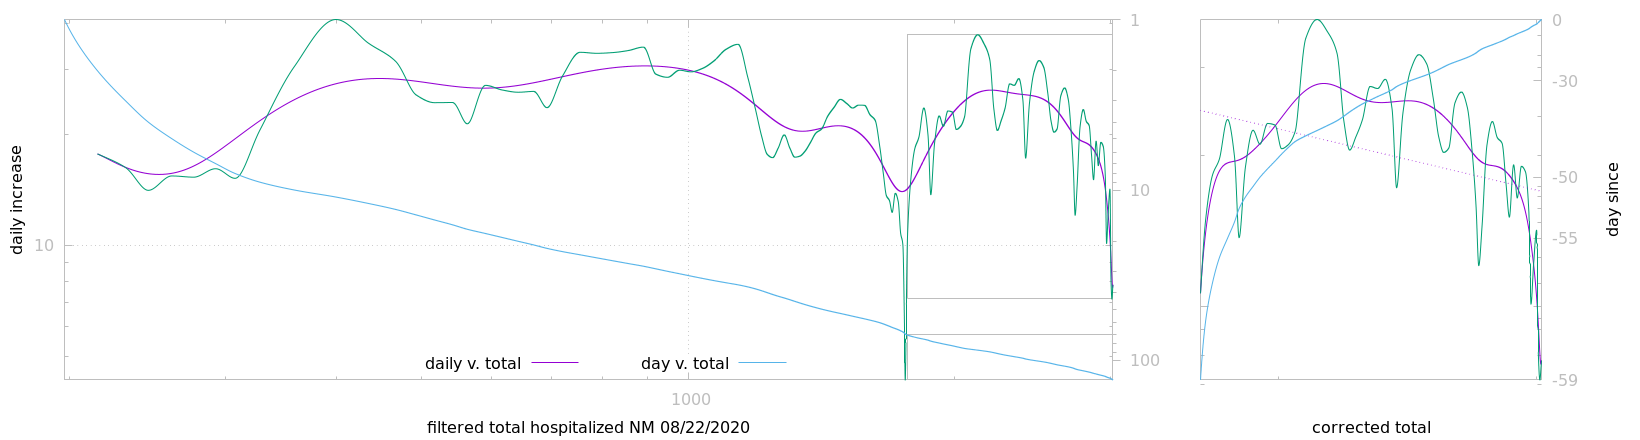 daily increase
10
daily v. total
day v. total
1000
1
10
100
filtered total hospitalized NM 08/22/2020
0
-30
-50
-55
-59
day since
corrected total